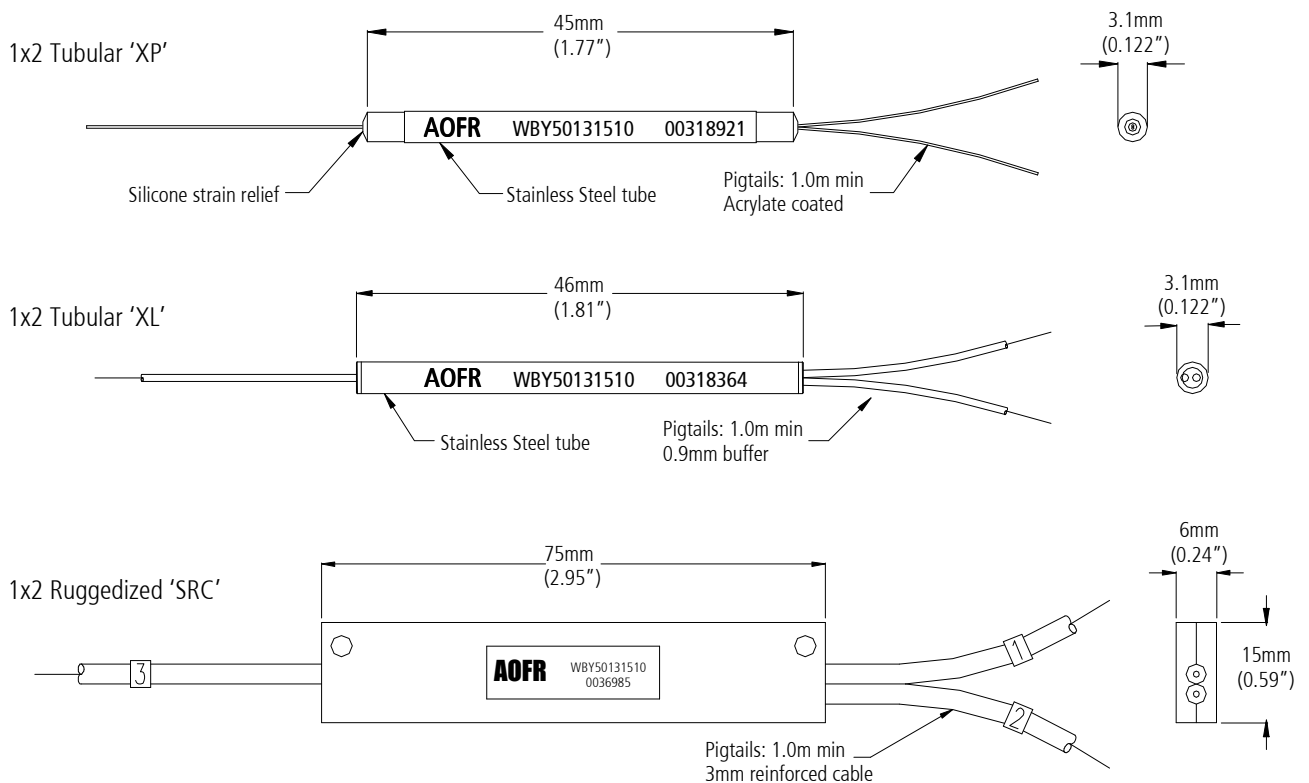 45mm
(1.77”)
3.1mm
(0.122”)
1x2 Tubular ‘XP’
AOFR WBY50131510 00318921
Silicone strain relief
Stainless Steel tube
Pigtails: 1.0m min
Acrylate coated
46mm
(1.81”)
3.1mm
(0.122”)
1x2 Tubular ‘XL’
AOFR WBY50131510 00318364
Stainless Steel tube
Pigtails: 1.0m min
0.9mm buffer
75mm
(2.95”)
6mm
(0.24”)
1x2 Ruggedized ‘SRC’
3
AOFR WBY50131510
0036985
1
2
15mm
(0.59”)
Pigtails: 1.0m min
3mm reinforced cable